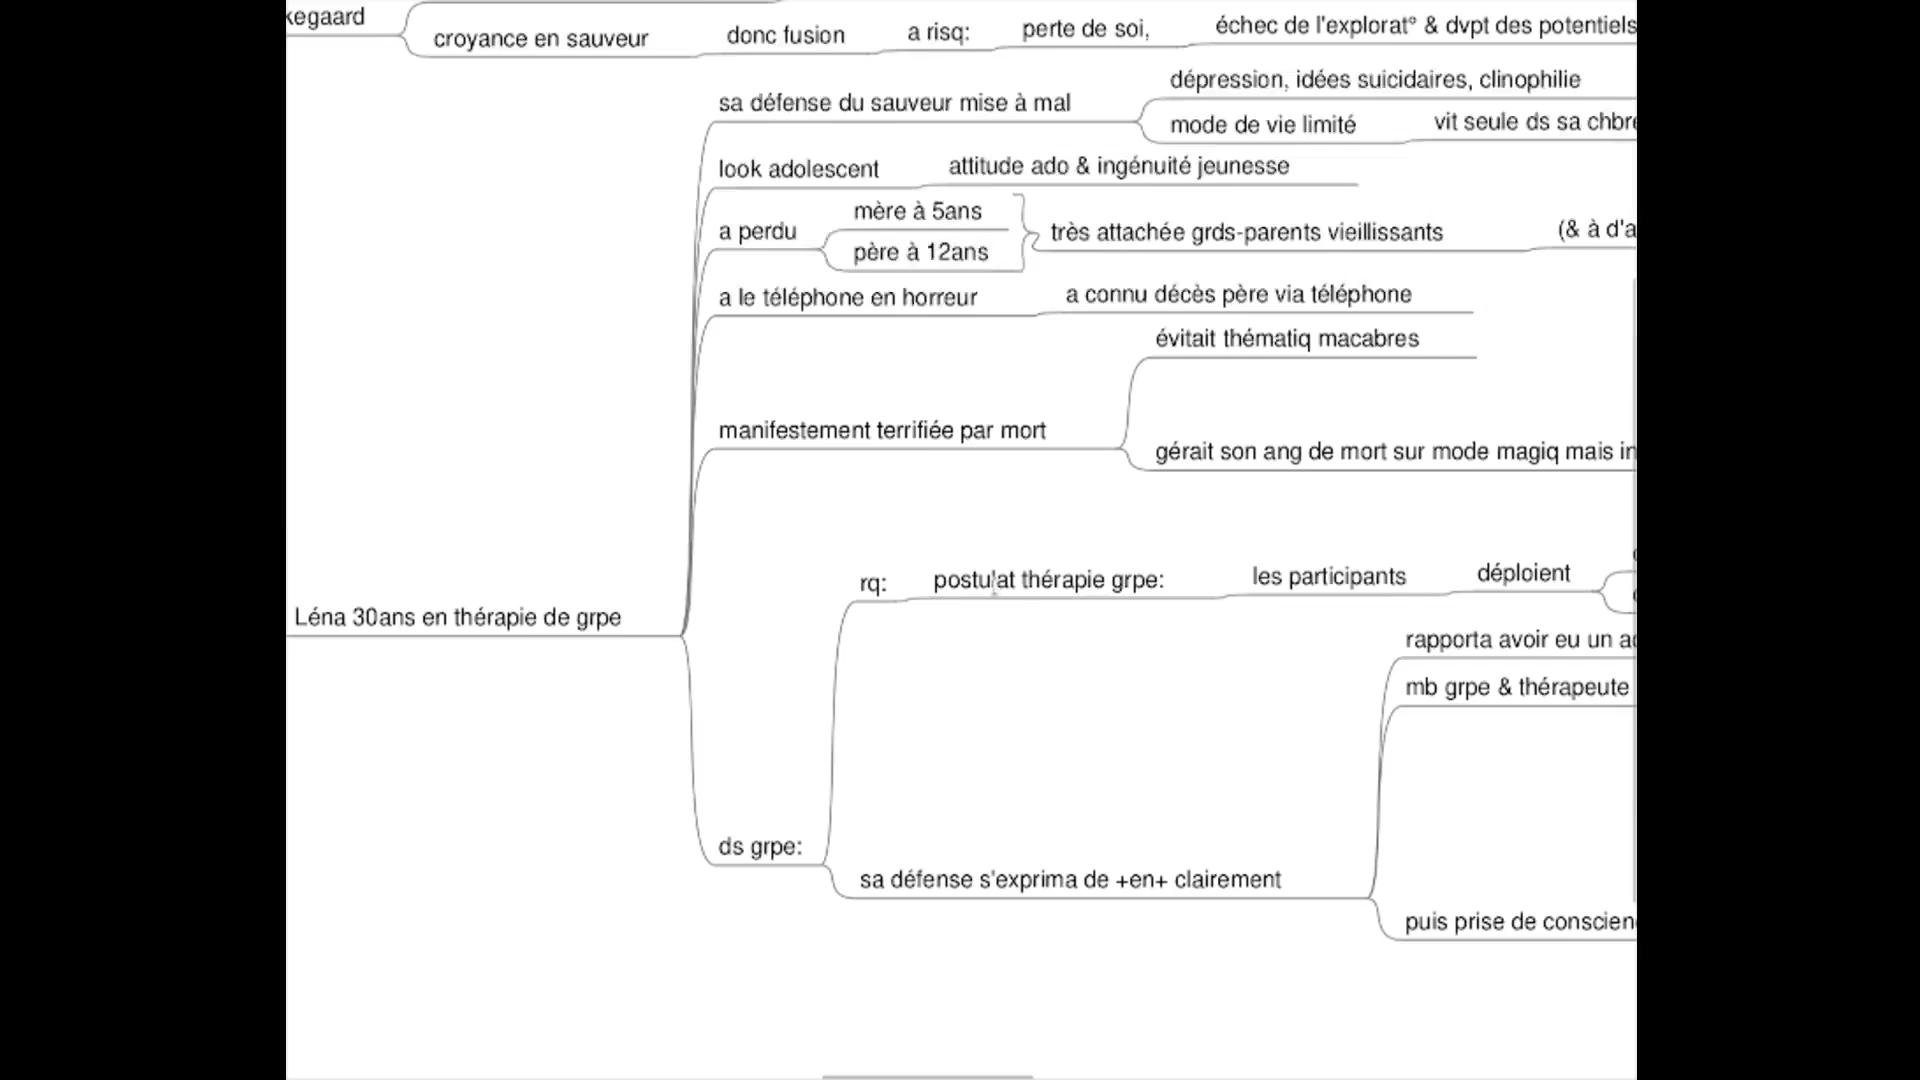 kegaard
croyance en sauveur
donc fusion
a risq:
perte de soi,
échec de l'explorat° & dvpt des potentiels
sa défense du sauveur mise à mal
dépression, idées suicidaires, clinophilie
mode de vie limité
vit seule ds sa chbre
look adolescent
attitude ado & ingénuité jeunesse
a perdu
mère à 5ans
père à 12ans
très attachée grds-parents vieillissants
(& à d'a
a le téléphone en horreur
a connu décès père via téléphone
manifestement terrifiée par mort
évitait thématiq macabres
gérait son ang de mort sur mode magiq mais in
Léna 30ans en thérapie de grpe
ds grpe:
rq:
postulat thérapie grpe:
les participants
déploient
sa défense s'exprima de +en+ clairement
rapporta avoir eu un
mb grpe & thérapeute
puis prise de conscien